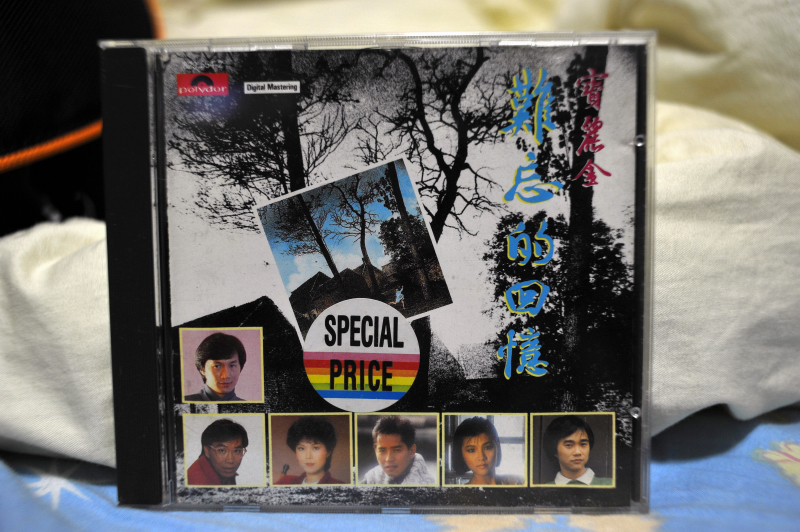 polydor
Digital Mastering
寶麗金
難忘的回憶
SPECIAL
PRICE